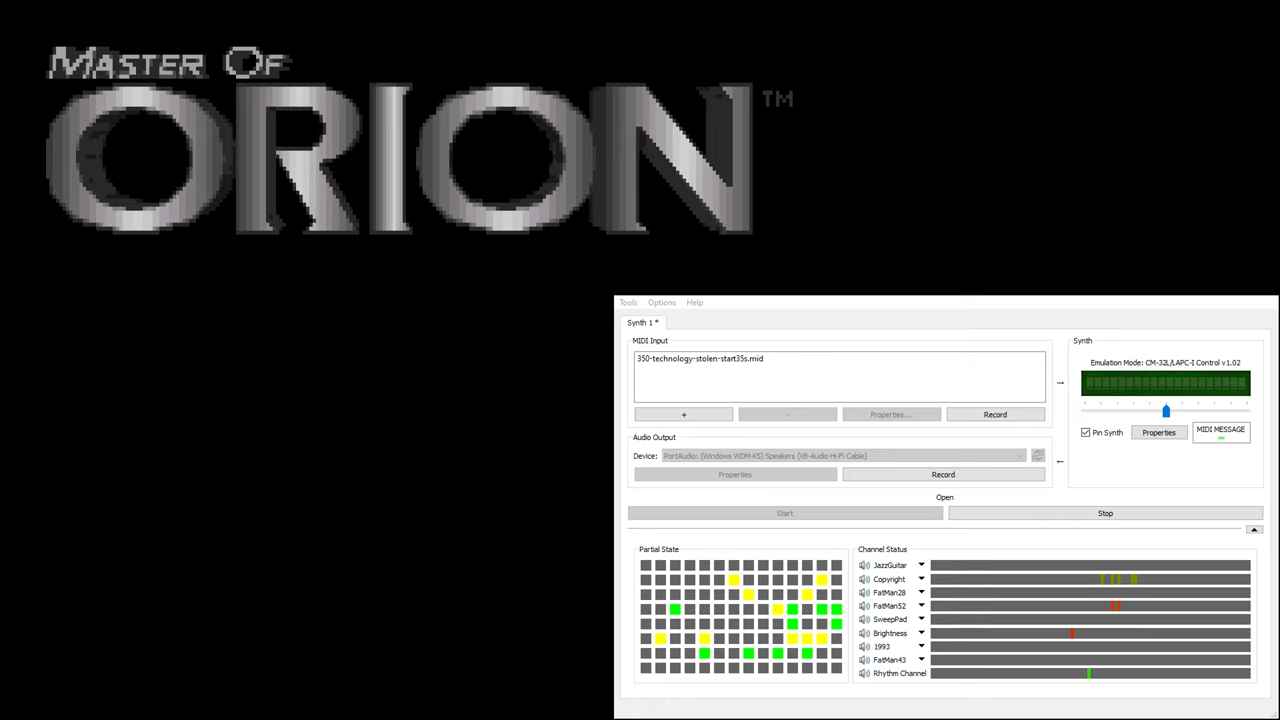 MASTER OF
ORION™
Tools Options Help
Synth 1 *
MIDI Input
350-technology-stolen-start35s.mid
+ - Properties... Record
Audio Output
Device: PortAudio: (Windows WDM-KS) Speakers (VB-Audio Hi-Fi Cable)
Properties Record
Synth
Emulation Mode: CM-32L/LAPC-I Control v1.02
Pin Synth Properties MIDI MESSAGE
Open
Start Stop
Partial State
Channel Status
JazzGuitar
Copyright
FatMan28
FatMan52
SweepPad
Brightness
1993
FatMan43
Rhythm Channel